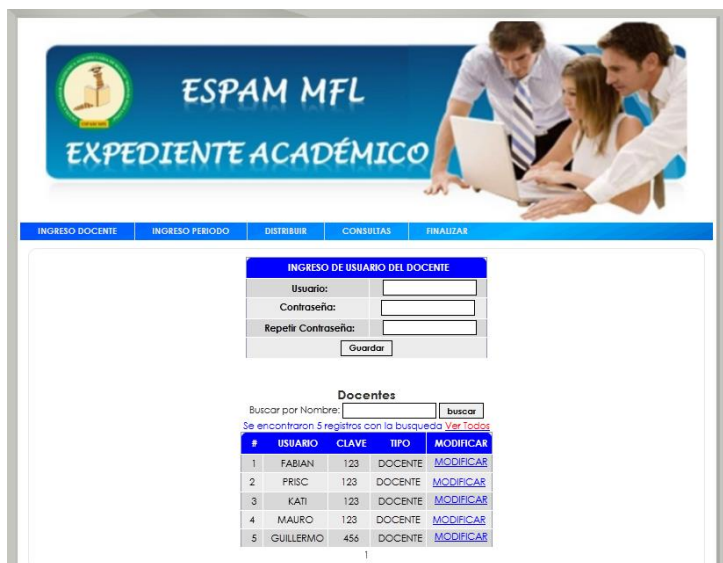 ESPAM MFL
EXPEDIENTE ACADÉMICO
ESPAM MFL
INGRESO DOCENTE INGRESO PERIODO DISTRIBUIR CONSULTAS FINALIZAR
INGRESO DE USUARIO DEL DOCENTE
Usuario:
Contraseña:
Repetir Contraseña:
Guardar
Docentes
Buscar por Nombre: buscar
Se encontraron 5 registros con la busqueda Ver Todos
# USUARIO CLAVE TIPO MODIFICAR
1 FABIAN 123 DOCENTE MODIFICAR
2 PRISC 123 DOCENTE MODIFICAR
3 KATI 123 DOCENTE MODIFICAR
4 MAURO 123 DOCENTE MODIFICAR
5 GUILLERMO 456 DOCENTE MODIFICAR
1